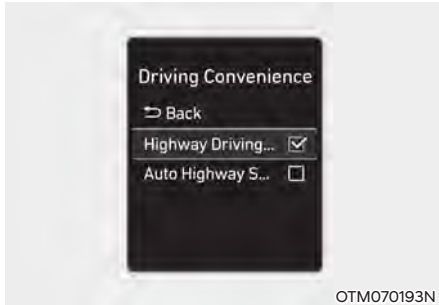 Driving Convenience
⮌ Back
Highway Driving...
Auto Highway S...
OTM070193N